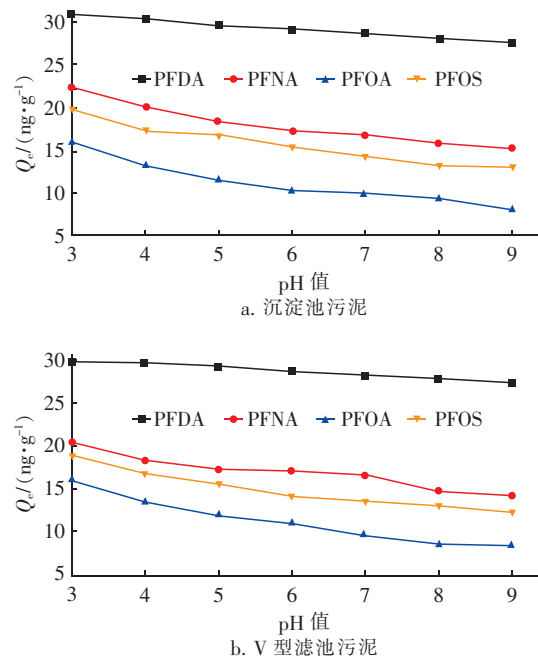 30
25
20
15
10
5
Qe/(ng·g⁻¹)
PFDA PFNA PFOA PFOS
3 4 5 6 7 8 9
pH 值
a. 沉淀池污泥
30
25
20
15
10
5
Qe/(ng·g⁻¹)
PFDA PFNA PFOA PFOS
3 4 5 6 7 8 9
pH 值
b. V 型滤池污泥